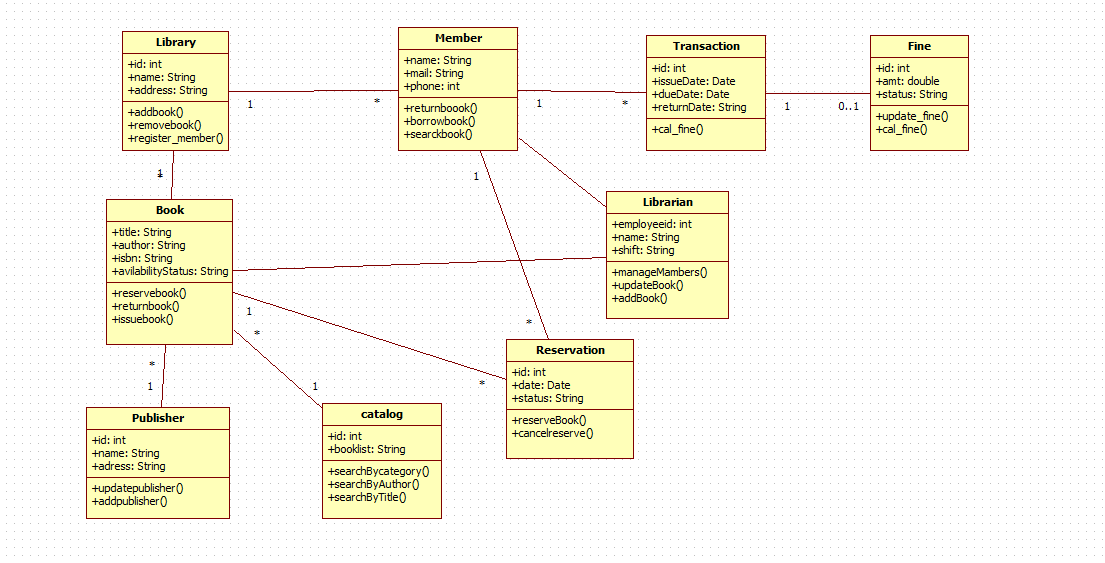 Library
+id: int
+name: String
+address: String
+addbook()
+removebook()
+register_member()
Member
+name: String
+mail: String
+phone: int
+returnboook()
+borrowbook()
+searckbook()
Transaction
+id: int
+issueDate: Date
+dueDate: Date
+returnDate: String
+cal_fine()
Fine
+id: int
+amt: double
+status: String
+update_fine()
+cal_fine()
1
*
1
*
1
0..1
1
*
1
Book
+title: String
+author: String
+isbn: String
+avilabilityStatus: String
+reservebook()
+returnbook()
+issuebook()
Librarian
+employeeid: int
+name: String
+shift: String
+manageMambers()
+updateBook()
+addBook()
1
*
*
*
*
1
1
Reservation
+id: int
+date: Date
+status: String
+reserveBook()
+cancelreserve()
Publisher
+id: int
+name: String
+adress: String
+updatepublisher()
+addpublisher()
catalog
+id: int
+booklist: String
+searchBycategory()
+searchByAuthor()
+searchByTitle()